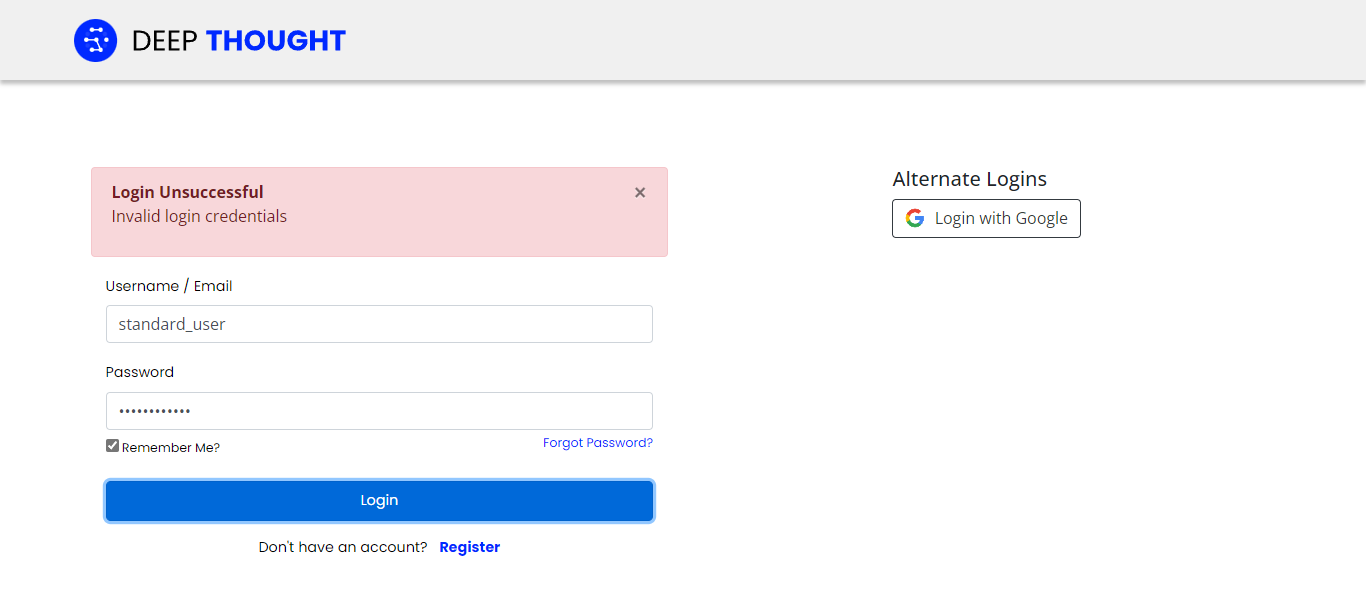 DEEP THOUGHT
Login Unsuccessful ×
Invalid login credentials
Username / Email
standard_user
Password
••••••••••••
Remember Me? Forgot Password?
Login
Don't have an account? Register
Alternate Logins
Login with Google